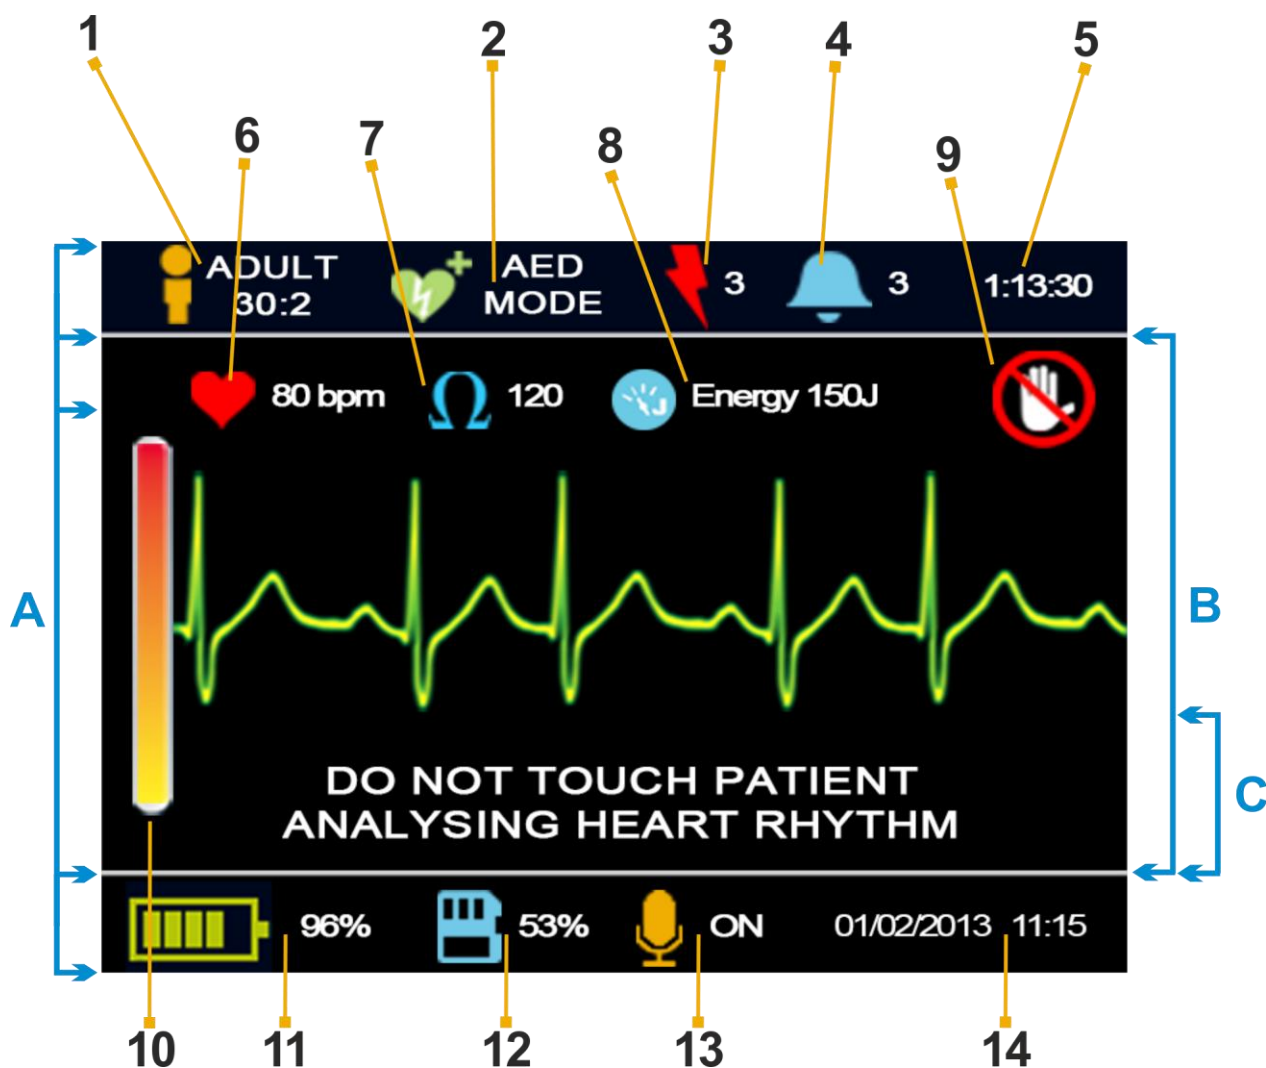 1
2
3
4
5
6
7
8
9
ADULT
30:2
AED
MODE
3
3
1:13:30
80 bpm
Ω 120
Energy 150J
A
B
C
DO NOT TOUCH PATIENT
ANALYSING HEART RHYTHM
96%
53%
ON
01/02/2013 11:15
10
11
12
13
14